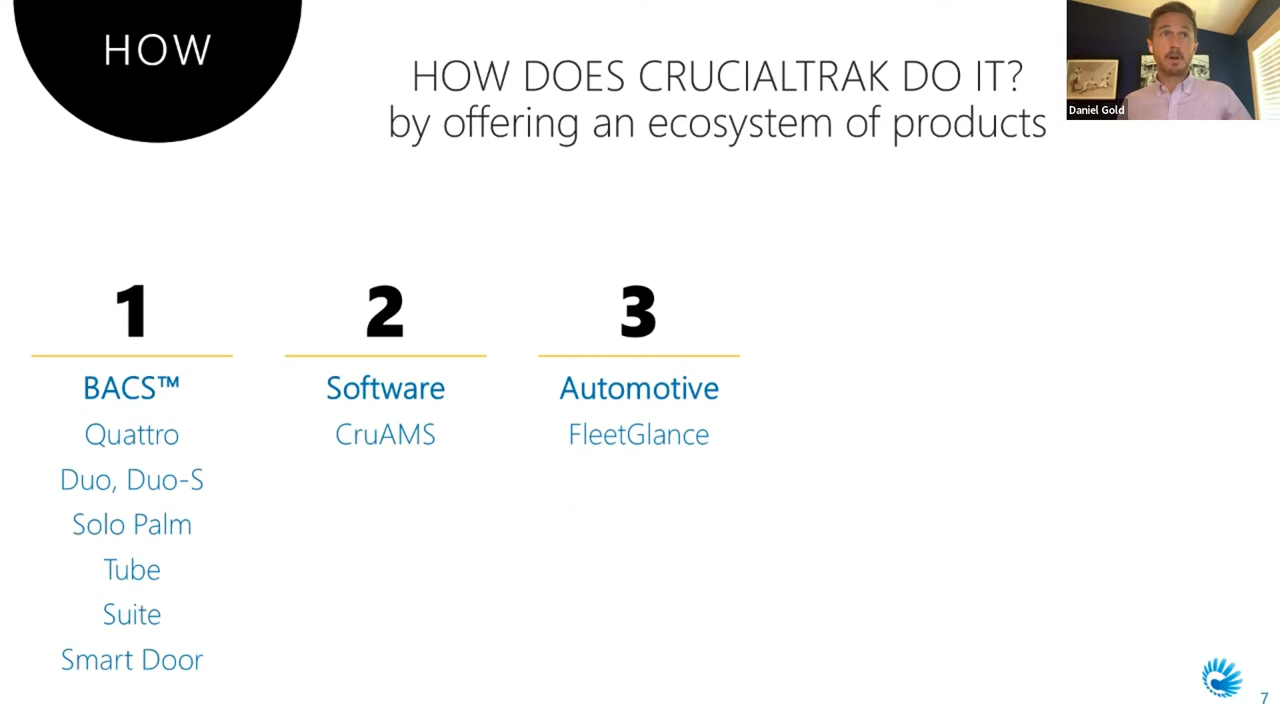 HOW
HOW DOES CRUCIALTRAK DO IT?
by offering an ecosystem of products
Daniel Gold
1
BACS™
Quattro
Duo, Duo-S
Solo Palm
Tube
Suite
Smart Door
2
Software
CruAMS
3
Automotive
FleetGlance
7